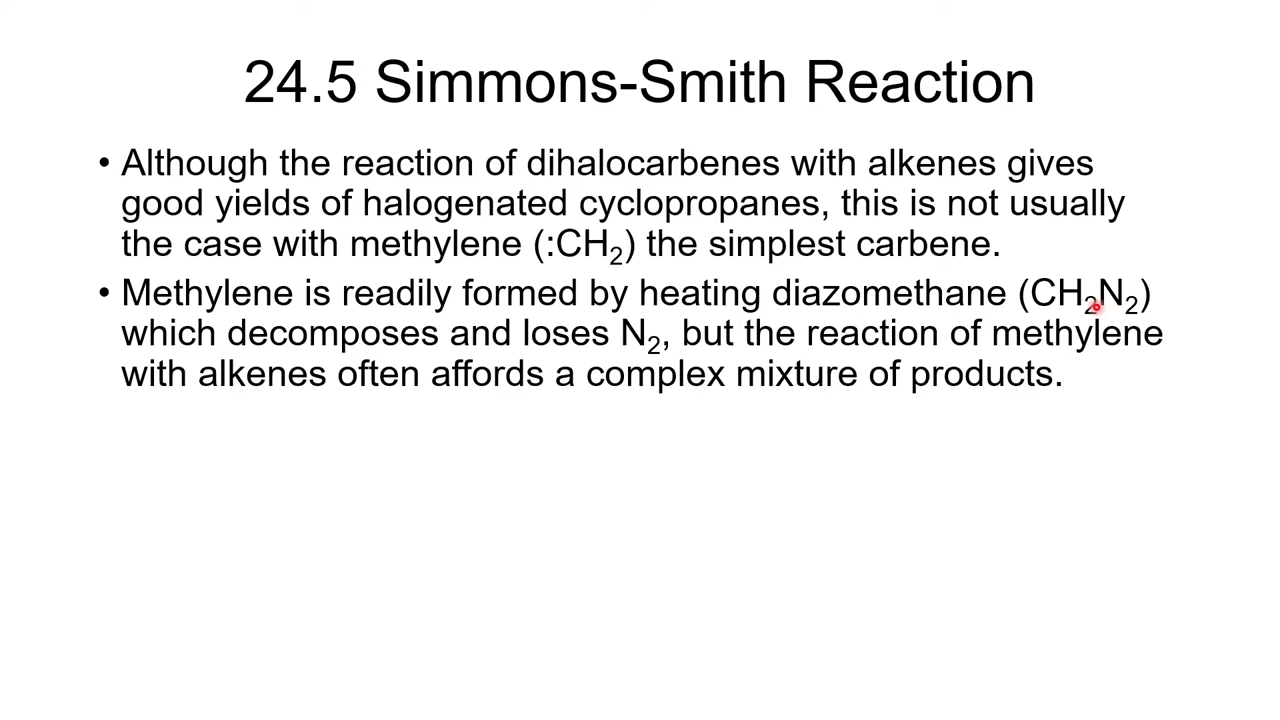 24.5 Simmons-Smith Reaction
• Although the reaction of dihalocarbenes with alkenes gives
good yields of halogenated cyclopropanes, this is not usually
the case with methylene (:CH₂) the simplest carbene.
• Methylene is readily formed by heating diazomethane (CH₂N₂)
which decomposes and loses N₂, but the reaction of methylene
with alkenes often affords a complex mixture of products.